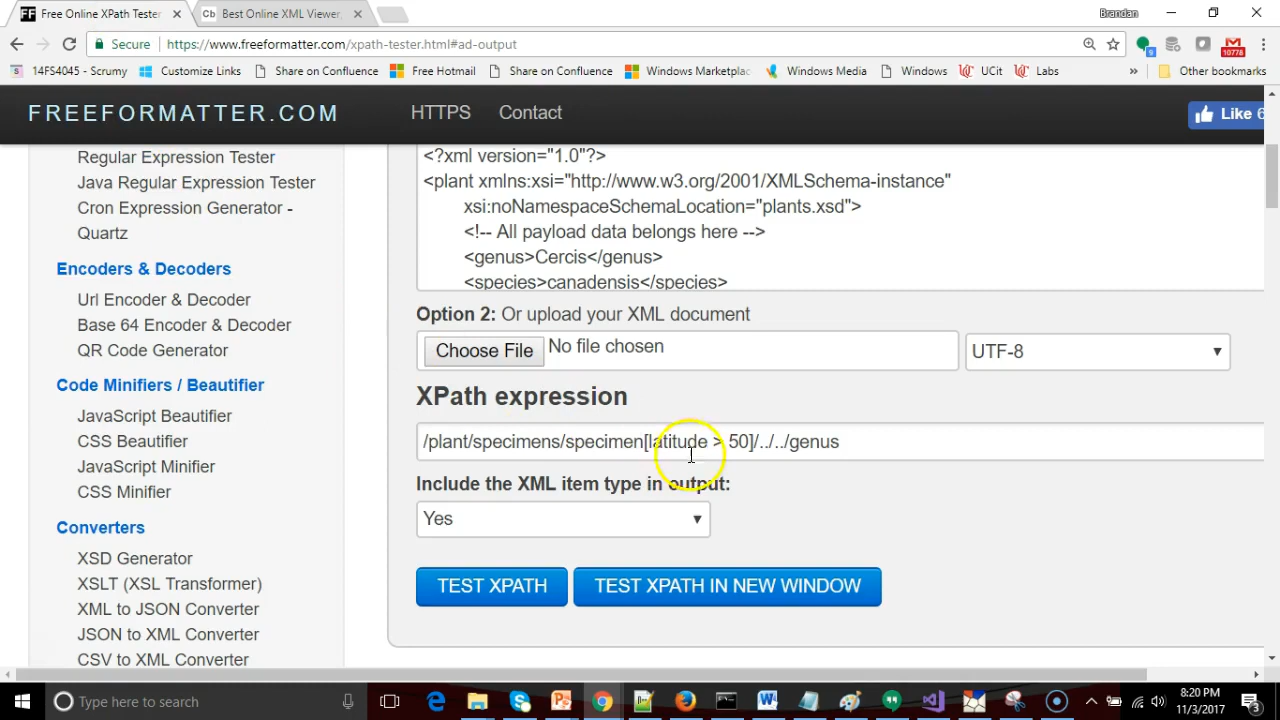 FF Free Online XPath Tester
Cb Best Online XML Viewer,
Brandan
Secure
https://www.freeformatter.com/xpath-tester.html#ad-output
9
10778
S 14FS4045 - Scrumy
Customize Links
Share on Confluence
Free Hotmail
Share on Confluence
Windows Marketplac
Windows Media
Windows
UCit
Labs
»
Other bookmarks
FREEFORMATTER.COM
HTTPS
Contact
Like 6
Regular Expression Tester
Java Regular Expression Tester
Cron Expression Generator -
Quartz
Encoders & Decoders
Url Encoder & Decoder
Base 64 Encoder & Decoder
QR Code Generator
Code Minifiers / Beautifier
JavaScript Beautifier
CSS Beautifier
JavaScript Minifier
CSS Minifier
Converters
XSD Generator
XSLT (XSL Transformer)
XML to JSON Converter
JSON to XML Converter
CSV to XML Converter
<?xml version="1.0"?>
<plant xmlns:xsi="http://www.w3.org/2001/XMLSchema-instance"
xsi:noNamespaceSchemaLocation="plants.xsd">
<!-- All payload data belongs here -->
<genus>Cercis</genus>
<species>canadensis</species>
Option 2: Or upload your XML document
Choose File No file chosen
UTF-8
XPath expression
/plant/specimens/specimen[latitude > 50]/../../genus
Include the XML item type in output:
Yes
TEST XPATH
TEST XPATH IN NEW WINDOW
Type here to search
8:20 PM
11/3/2017